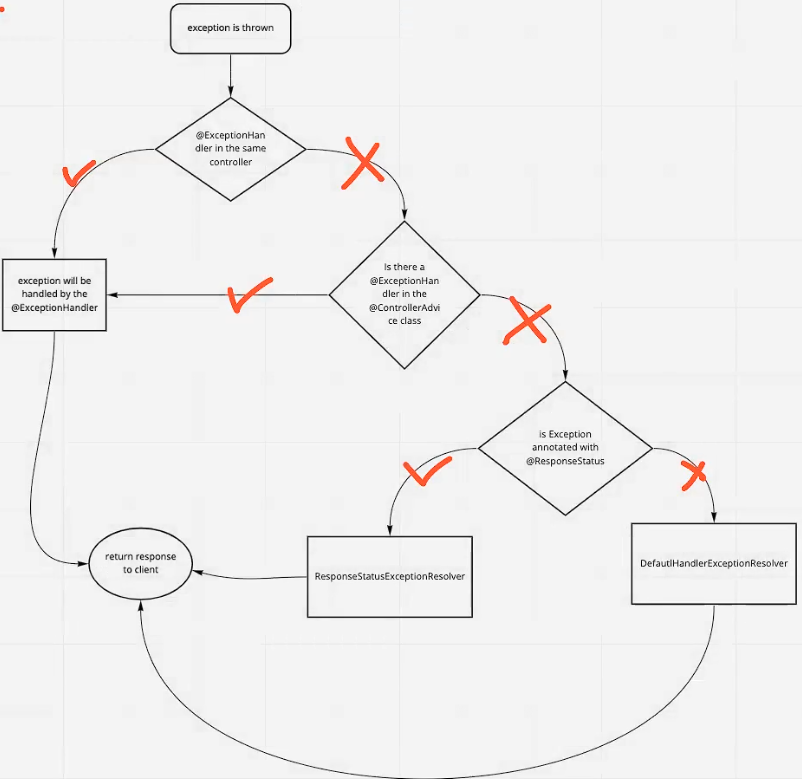 exception is thrown
@ExceptionHan
dler in the same
controller
exception will be
handled by the
@ExceptionHandler
Is there a
@ExceptionHan
dler in the
@ControllerAdvi
ce class
is Exception
annotated with
@ResponseStatus
return response
to client
ResponseStatusExceptionResolver
DefautlHandlerExceptionResolver